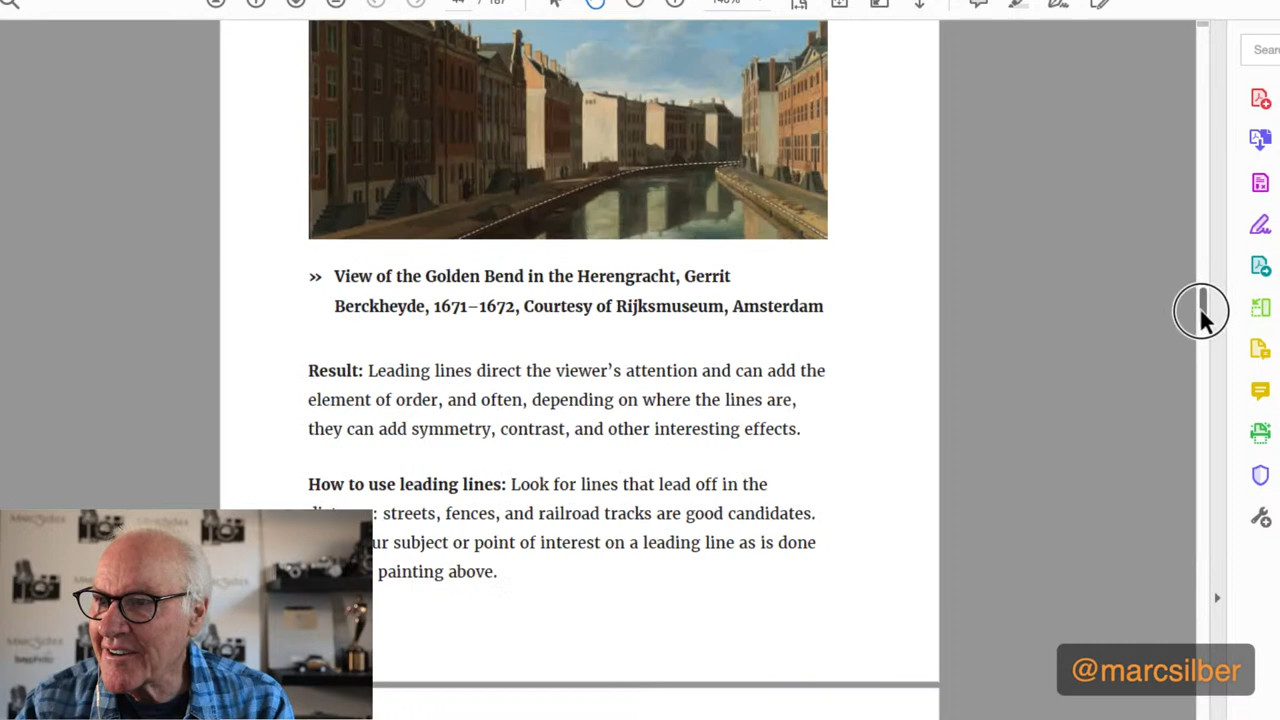 View of the Golden Bend in the Herengracht, Gerrit
Berckheyde, 1671–1672, Courtesy of Rijksmuseum, Amsterdam
Result: Leading lines direct the viewer's attention and can add the
element of order, and often, depending on where the lines are,
they can add symmetry, contrast, and other interesting effects.
How to use leading lines: Look for lines that lead off in the
: streets, fences, and railroad tracks are good candidates.
ur subject or point of interest on a leading line as is done
painting above.
@marcsilber